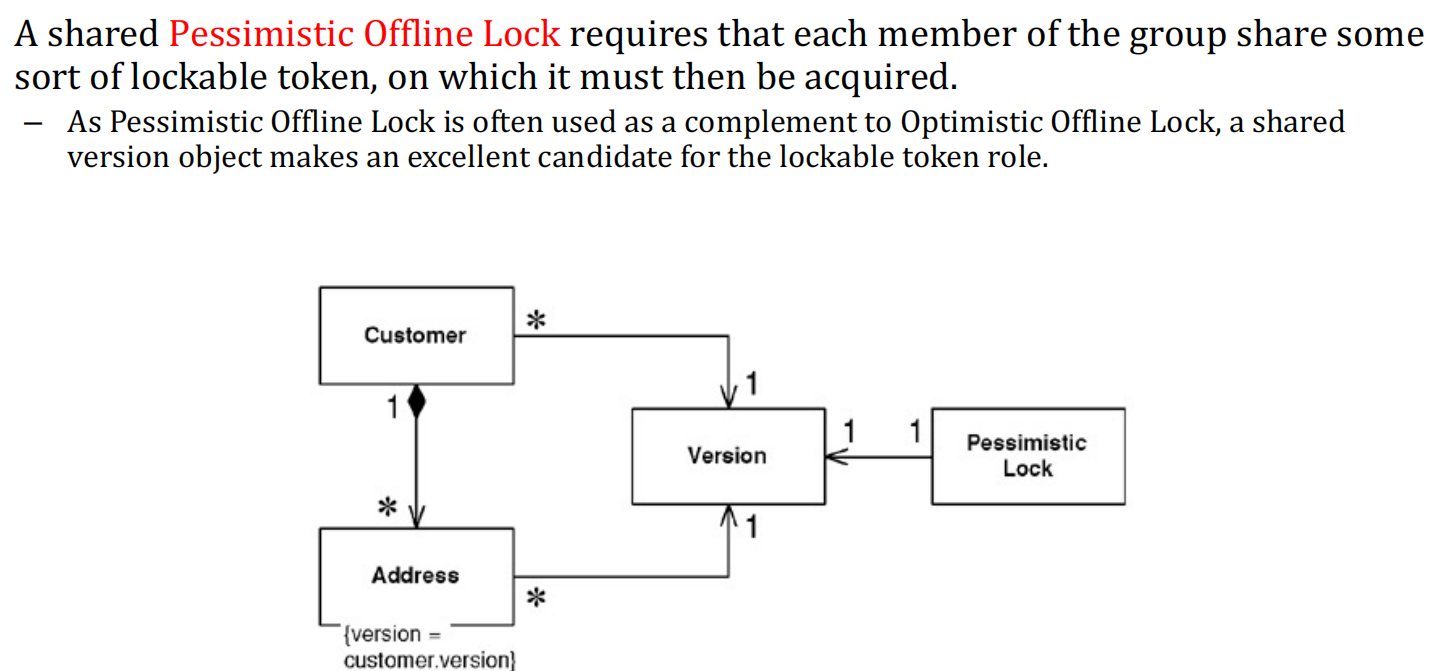 A shared Pessimistic Offline Lock requires that each member of the group share some
sort of lockable token, on which it must then be acquired.
– As Pessimistic Offline Lock is often used as a complement to Optimistic Offline Lock, a shared
version object makes an excellent candidate for the lockable token role.
*
Customer
1
1
1 1
Pessimistic
Version
Lock
*
1
Address
*
{version =
customer.version}